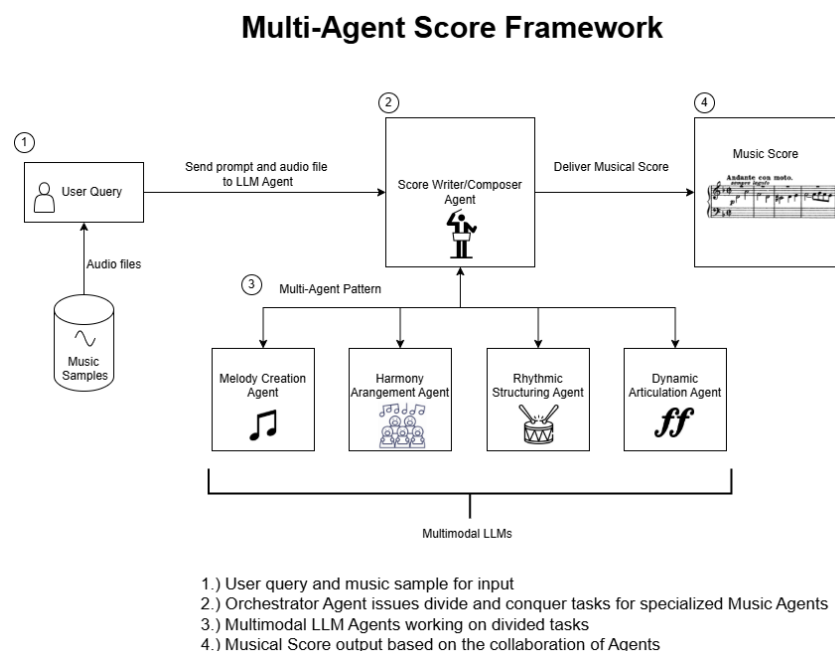 Multi-Agent Score Framework
1
2
4
User Query
Send prompt and audio file
to LLM Agent
Score Writer/Composer
Agent
Deliver Musical Score
Music Score
Andante con moto.
sempre legato
p
Audio files
Music
Samples
3
Multi-Agent Pattern
Melody Creation
Agent
Harmony
Arangement Agent
Rhythmic
Structuring Agent
Dynamic
Articulation Agent
ff
Multimodal LLMs
1.) User query and music sample for input
2.) Orchestrator Agent issues divide and conquer tasks for specialized Music Agents
3.) Multimodal LLM Agents working on divided tasks
4.) Musical Score output based on the collaboration of Agents